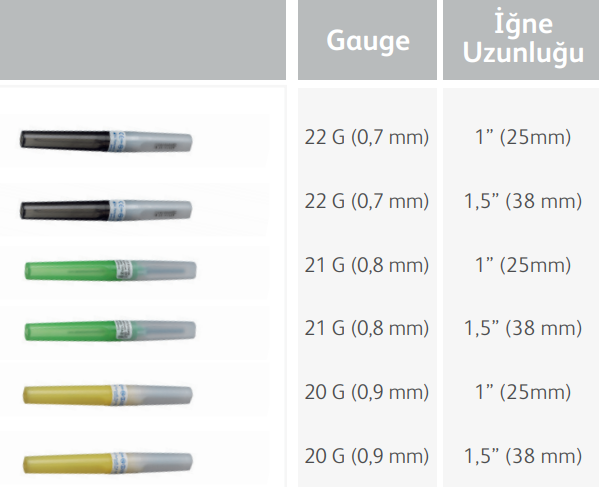 Gauge
İğne
Uzunluğu
22 G (0,7 mm) 1” (25mm)
22 G (0,7 mm) 1,5” (38 mm)
21 G (0,8 mm) 1” (25mm)
21 G (0,8 mm) 1,5” (38 mm)
20 G (0,9 mm) 1” (25mm)
20 G (0,9 mm) 1,5” (38 mm)